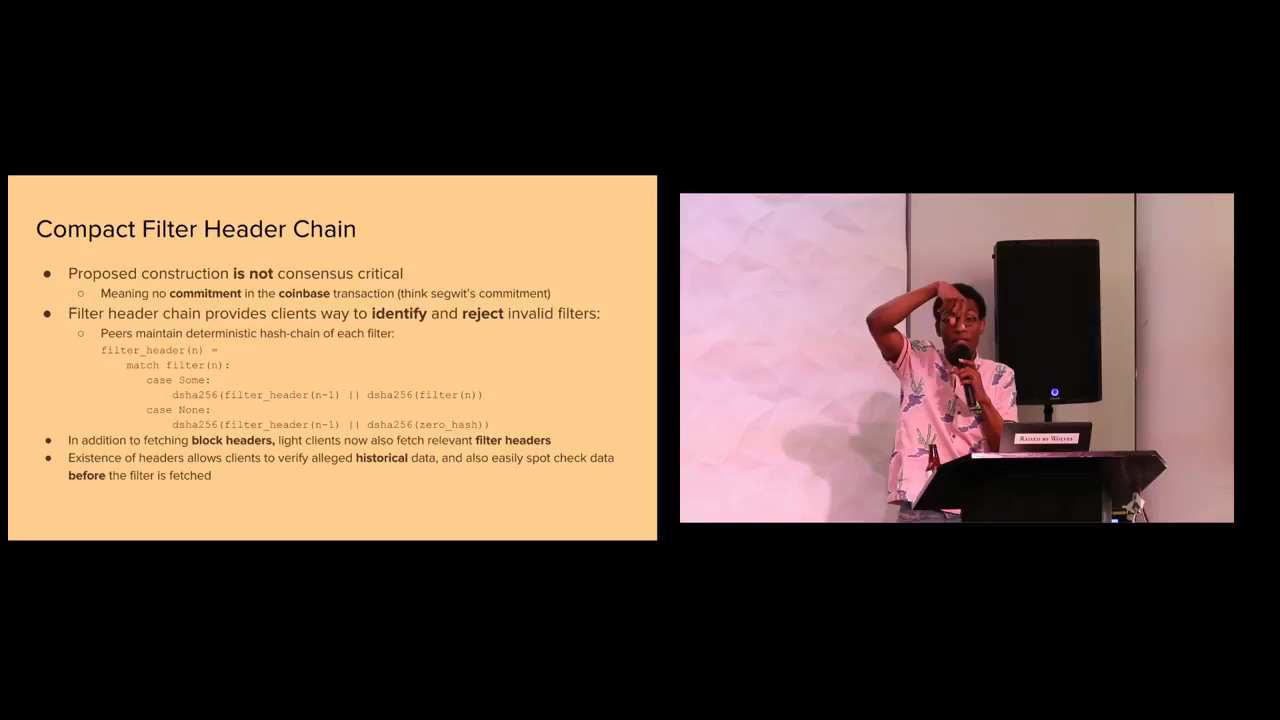 Compact Filter Header Chain
● Proposed construction is not consensus critical
○ Meaning no commitment in the coinbase transaction (think segwit's commitment)
● Filter header chain provides clients way to identify and reject invalid filters:
○ Peers maintain deterministic hash-chain of each filter:
filter_header(n) =
match filter(n):
case Some:
dsha256(filter_header(n-1) || dsha256(filter(n))
case None:
dsha256(filter_header(n-1) || dsha256(zero_hash))
● In addition to fetching block headers, light clients now also fetch relevant filter headers
● Existence of headers allows clients to verify alleged historical data, and also easily spot check data
before the filter is fetched
RAISED BY WOLVES